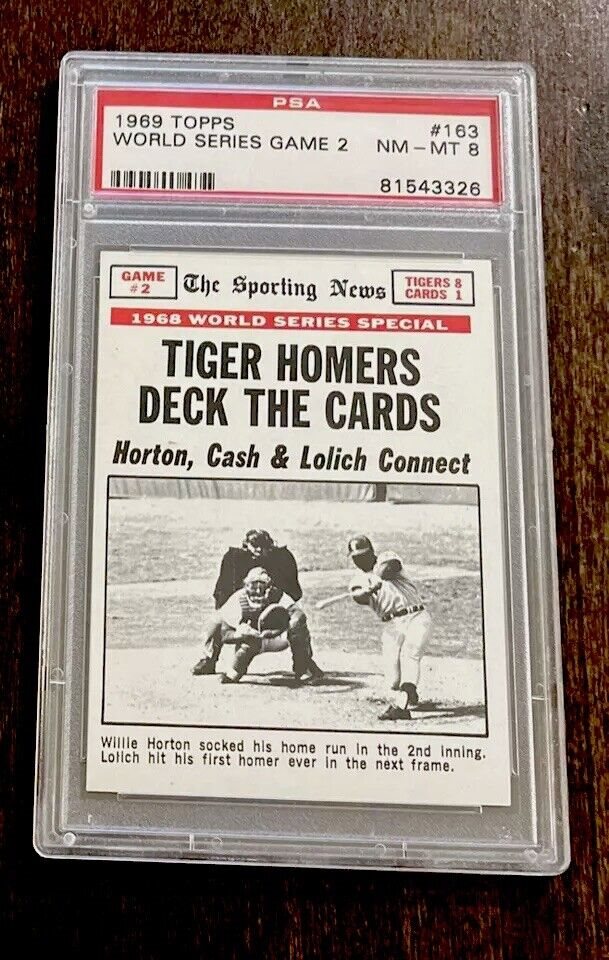 PSA
1969 TOPPS #163
WORLD SERIES GAME 2 NM-MT 8
81543326
GAME #2
The Sporting News
TIGERS 8
CARDS 1
1968 WORLD SERIES SPECIAL
TIGER HOMERS
DECK THE CARDS
Horton, Cash & Lolich Connect
Willie Horton socked his home run in the 2nd inning.
Lolich hit his first homer ever in the next frame.